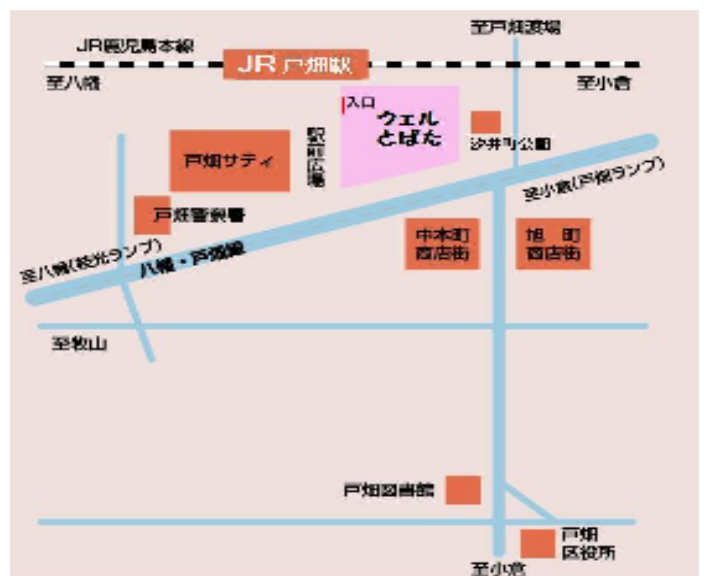 至戸畑渡場
JR鹿児島本線
JR戸畑駅
至八幡
至小倉
入口
ウェル
とばた
汐井町公園
戸畑サティ
駅前広場
至小倉(戸畑ランプ)
戸畑警察署
中本町
商店街
旭町
商店街
至八幡(枝光ランプ)
八幡・戸畑線
至牧山
戸畑図書館
戸畑
区役所
至小倉